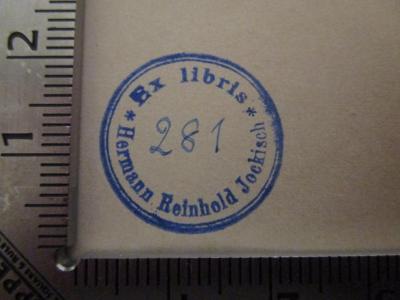 * Ex libris *
281
Hermann Reinhold Jockisch
2
1